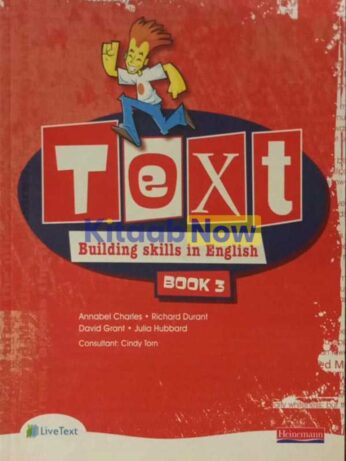 Text
Kitaab Now
Building skills in English
BOOK 3
Annabel Charles • Richard Durant
David Grant • Julia Hubbard
Consultant: Cindy Torn
LiveText
Heinemann